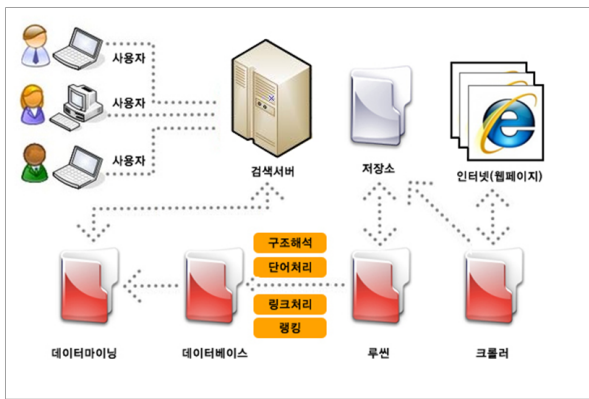 사용자
사용자
사용자
검색서버
저장소
인터넷(웹페이지)
구조해석
단어처리
링크처리
랭킹
데이터마이닝
데이터베이스
루씬
크롤러